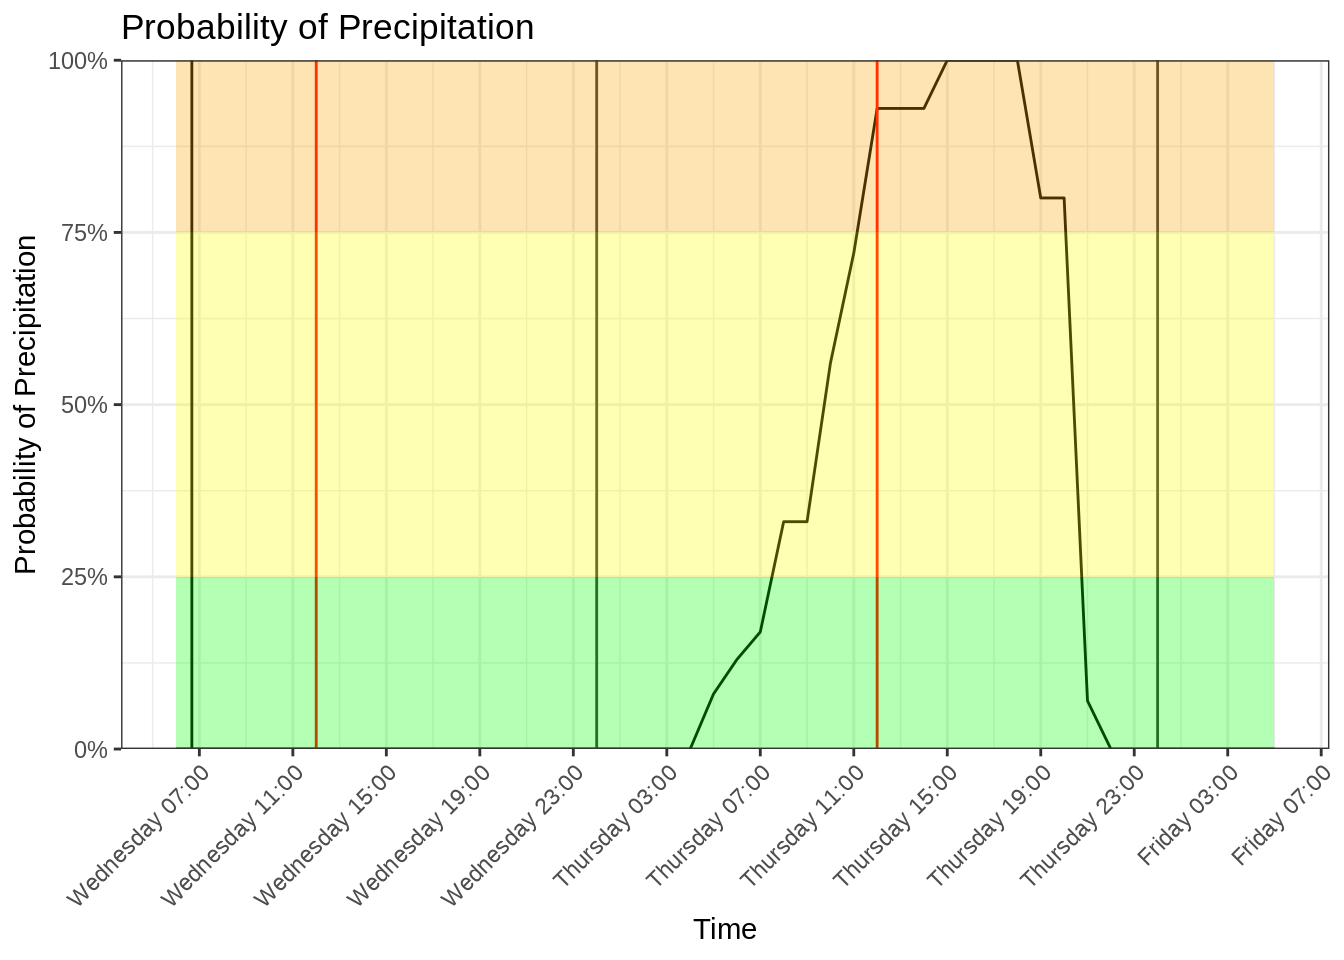 Probability of Precipitation
Probability of Precipitation
100%
75%
50%
25%
0%
Wednesday 07:00
Wednesday 11:00
Wednesday 15:00
Wednesday 19:00
Wednesday 23:00
Thursday 03:00
Thursday 07:00
Thursday 11:00
Thursday 15:00
Thursday 19:00
Thursday 23:00
Friday 03:00
Friday 07:00
Time